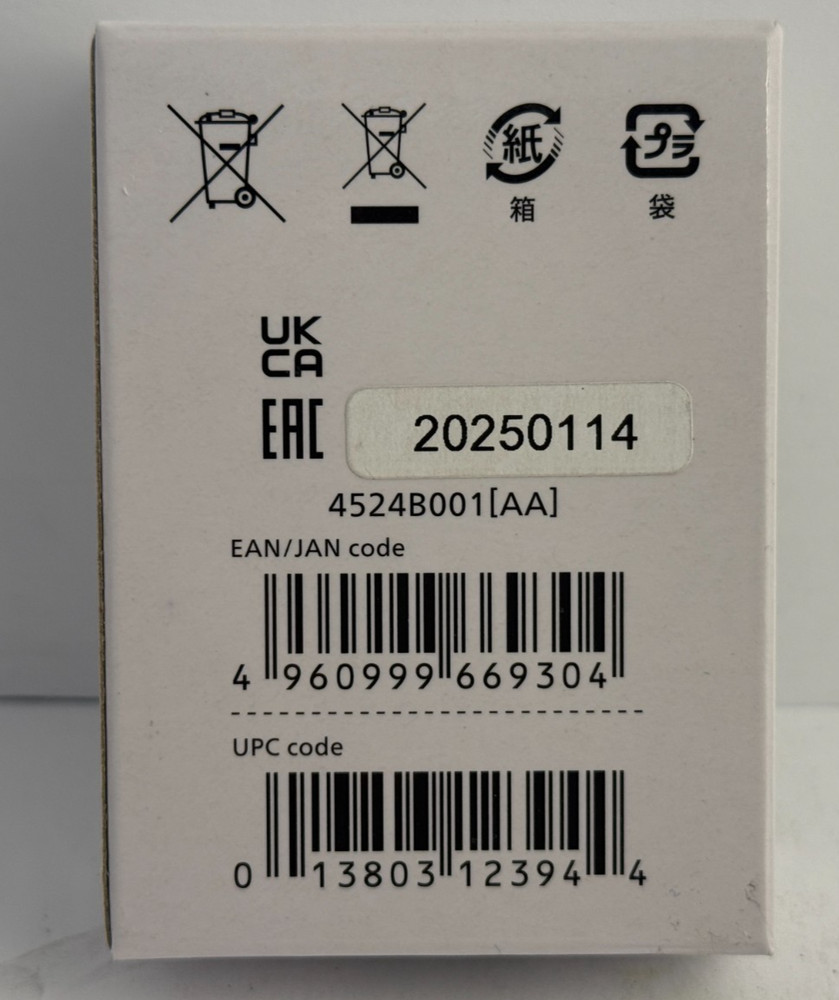 紙
プラ
箱
袋
UK
CA
EAC
20250114
4524B001[AA]
EAN/JAN code
4 960999 669304
UPC code
0 13803 12394 4